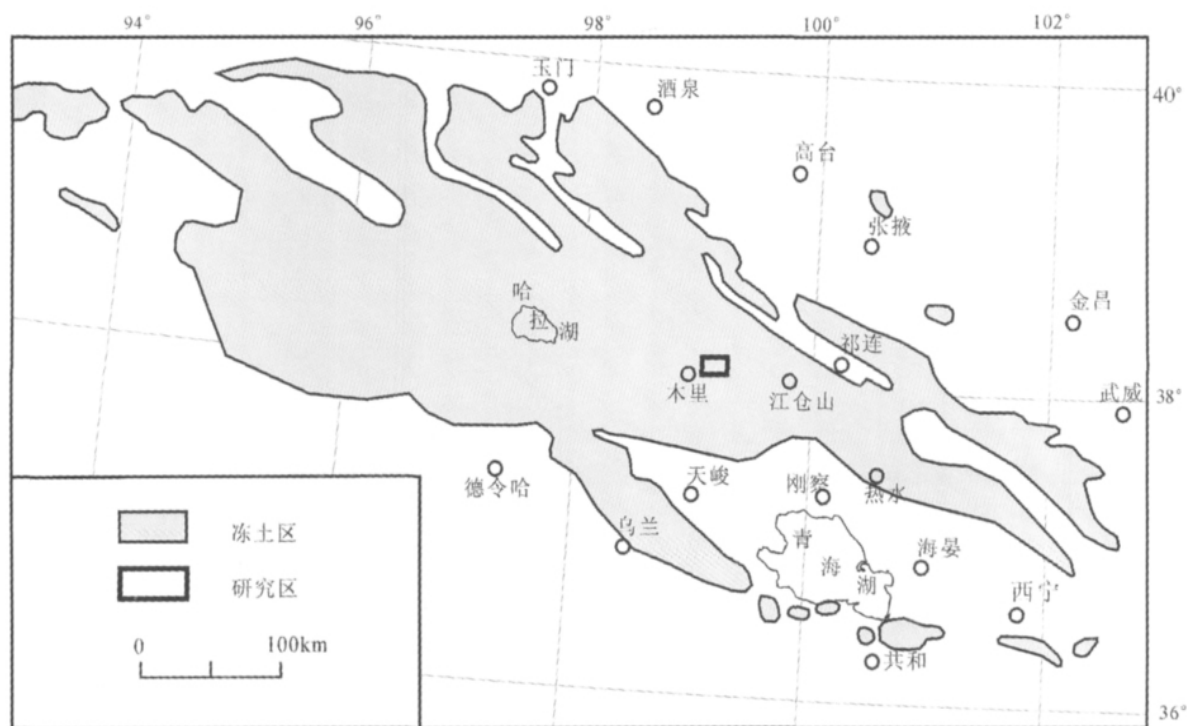 94°
96°
98°
100°
102°
玉门
酒泉
40°
高台
张掖
哈
拉
湖
金昌
祁连
木里
江仓山
38°
武威
德令哈
天峻
刚察
热水
乌兰
青
海
湖
海晏
西宁
共和
36°
冻土区
研究区
0
100km